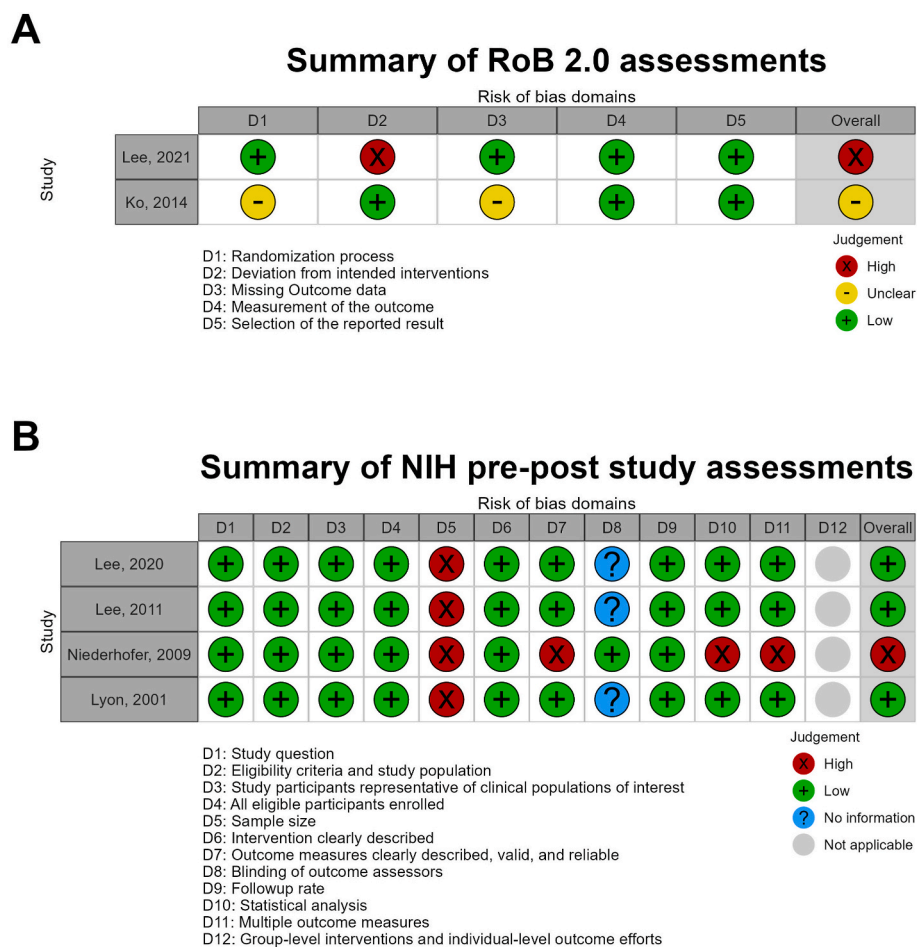 A
Summary of RoB 2.0 assessments
Risk of bias domains
D1 D2 D3 D4 D5 Overall
Study
Lee, 2021 + X + + + X
Ko, 2014 - + - + + -
D1: Randomization process
D2: Deviation from intended interventions
D3: Missing Outcome data
D4: Measurement of the outcome
D5: Selection of the reported result
Judgement
X High
- Unclear
+ Low
B
Summary of NIH pre-post study assessments
Risk of bias domains
D1 D2 D3 D4 D5 D6 D7 D8 D9 D10 D11 D12 Overall
Study
Lee, 2020 + + + + X + + ? + + + +
Lee, 2011 + + + + X + + ? + + + +
Niederhofer, 2009 + + + + X + X + + X X X
Lyon, 2001 + + + + X + + ? + + + +
D1: Study question
D2: Eligibility criteria and study population
D3: Study participants representative of clinical populations of interest
D4: All eligible participants enrolled
D5: Sample size
D6: Intervention clearly described
D7: Outcome measures clearly described, valid, and reliable
D8: Blinding of outcome assessors
D9: Followup rate
D10: Statistical analysis
D11: Multiple outcome measures
D12: Group-level interventions and individual-level outcome efforts
Judgement
X High
+ Low
? No information
Not applicable